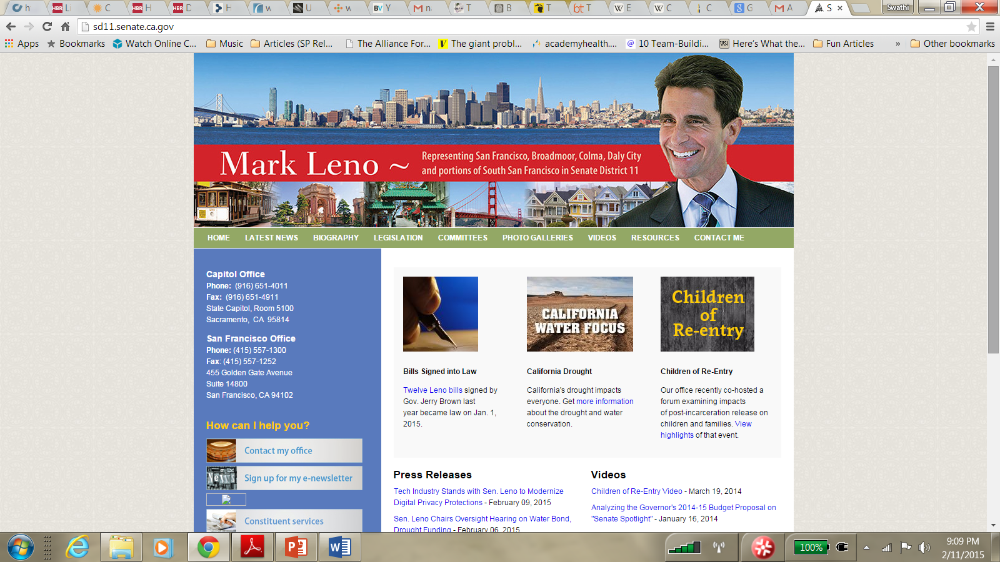 h
Li
C
H
D
H
w
U
w
Y
n
T
B
T
T
E
C
C
G
A
S
Swathi
sd11.senate.ca.gov
Apps
Bookmarks
Watch Online C...
Music
Articles (SP Rel...
The Alliance For...
The giant probl...
academyhealth....
10 Team-Buildi...
Here's What the...
Fun Articles
»
Other bookmarks
Mark Leno ~
Representing San Francisco, Broadmoor, Colma, Daly City
and portions of South San Francisco in Senate District 11
HOME
LATEST NEWS
BIOGRAPHY
LEGISLATION
COMMITTEES
PHOTO GALLERIES
VIDEOS
RESOURCES
CONTACT ME
Capitol Office
Phone: (916) 651-4011
Fax: (916) 651-4911
State Capitol, Room 5100
Sacramento, CA 95814
San Francisco Office
Phone: (415) 557-1300
Fax: (415) 557-1252
455 Golden Gate Avenue
Suite 14800
San Francisco, CA 94102
How can I help you?
Contact my office
News
Sign up for my e-newsletter
Constituent services
Bills Signed into Law
Twelve Leno bills signed by
Gov. Jerry Brown last
year became law on Jan. 1,
2015.
CALIFORNIA
WATER FOCUS
California Drought
California's drought impacts
everyone. Get more information
about the drought and water
conservation.
Children
of
Re-entry
Children of Re-Entry
Our office recently co-hosted a
forum examining impacts
of post-incarceration release on
children and families. View
highlights of that event.
Press Releases
Tech Industry Stands with Sen. Leno to Modernize
Digital Privacy Protections - February 09, 2015
Sen. Leno Chairs Oversight Hearing on Water Bond,
Drought Funding - February 06, 2015
Videos
Children of Re-Entry Video - March 19, 2014
Analyzing the Governor's 2014-15 Budget Proposal on
"Senate Spotlight" - January 16, 2014
100%
9:09 PM
2/11/2015